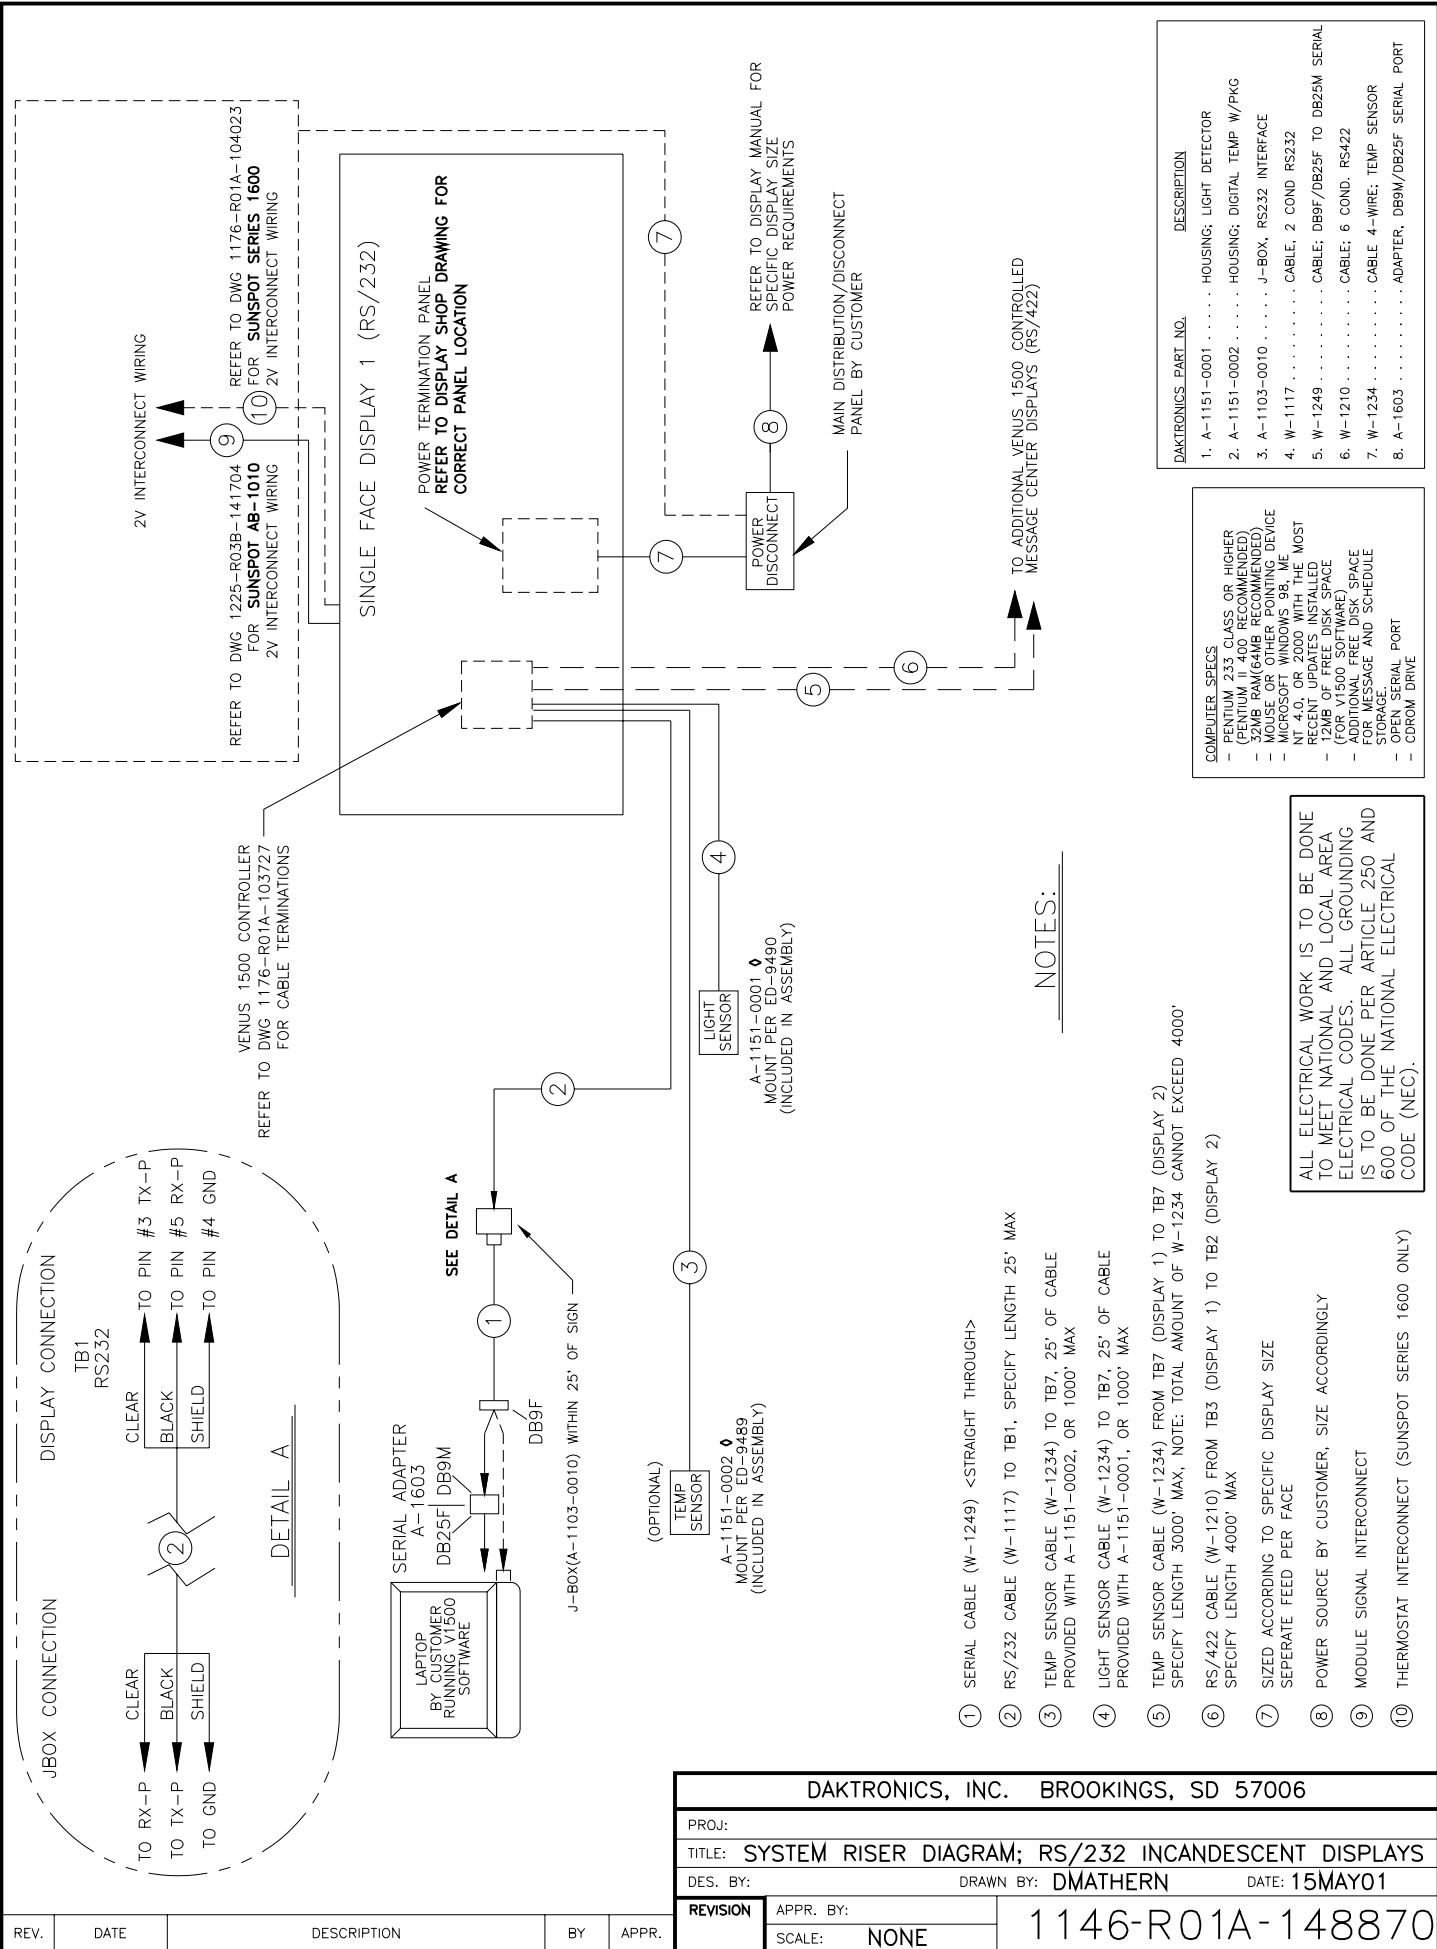 JBOX CONNECTION
DISPLAY CONNECTION
TB1
RS232
TO RX-P
CLEAR
CLEAR
TO PIN #3 TX-P
TO TX-P
BLACK
2
BLACK
TO PIN #5 RX-P
TO GND
SHIELD
SHIELD
TO PIN #4 GND
DETAIL A
VENUS 1500 CONTROLLER
REFER TO DWG 1176-R01A-103727
FOR CABLE TERMINATIONS
2V INTERCONNECT WIRING
REFER TO DWG 1225-R03B-141704
FOR SUNSPOT AB-1010
2V INTERCONNECT WIRING
9
10
REFER TO DWG 1176-R01A-104023
FOR SUNSPOT SERIES 1600
2V INTERCONNECT WIRING
SINGLE FACE DISPLAY 1 (RS/232)
POWER TERMINATION PANEL
REFER TO DISPLAY SHOP DRAWING FOR
CORRECT PANEL LOCATION
LAPTOP
BY CUSTOMER
RUNNING V1500
SOFTWARE
SERIAL ADAPTER
A-1603
DB25F
DB9M
DB9F
1
SEE DETAIL A
2
J-BOX(A-1103-0010) WITHIN 25' OF SIGN
7
7
POWER
DISCONNECT
8
REFER TO DISPLAY MANUAL FOR
SPECIFIC DISPLAY SIZE
POWER REQUIREMENTS
MAIN DISTRIBUTION/DISCONNECT
PANEL BY CUSTOMER
(OPTIONAL)
TEMP
SENSOR
3
A-1151-0002 ◊
MOUNT PER ED-9489
(INCLUDED IN ASSEMBLY)
LIGHT
SENSOR
4
A-1151-0001 ◊
MOUNT PER ED-9490
(INCLUDED IN ASSEMBLY)
5
6
TO ADDITIONAL VENUS 1500 CONTROLLED
MESSAGE CENTER DISPLAYS (RS/422)
NOTES:
1 SERIAL CABLE (W-1249) <STRAIGHT THROUGH>
2 RS/232 CABLE (W-1117) TO TB1, SPECIFY LENGTH 25' MAX
3 TEMP SENSOR CABLE (W-1234) TO TB7, 25' OF CABLE
PROVIDED WITH A-1151-0002, OR 1000' MAX
4 LIGHT SENSOR CABLE (W-1234) TO TB7, 25' OF CABLE
PROVIDED WITH A-1151-0001, OR 1000' MAX
5 TEMP SENSOR CABLE (W-1234) FROM TB7 (DISPLAY 1) TO TB7 (DISPLAY 2)
SPECIFY LENGTH 3000' MAX, NOTE: TOTAL AMOUNT OF W-1234 CANNOT EXCEED 4000'
6 RS/422 CABLE (W-1210) FROM TB3 (DISPLAY 1) TO TB2 (DISPLAY 2)
SPECIFY LENGTH 4000' MAX
7 SIZED ACCORDING TO SPECIFIC DISPLAY SIZE
SEPERATE FEED PER FACE
8 POWER SOURCE BY CUSTOMER, SIZE ACCORDINGLY
9 MODULE SIGNAL INTERCONNECT
10 THERMOSTAT INTERCONNECT (SUNSPOT SERIES 1600 ONLY)
ALL ELECTRICAL WORK IS TO BE DONE
TO MEET NATIONAL AND LOCAL AREA
ELECTRICAL CODES. ALL GROUNDING
IS TO BE DONE PER ARTICLE 250 AND
600 OF THE NATIONAL ELECTRICAL
CODE (NEC).
COMPUTER SPECS
- PENTIUM 233 CLASS OR HIGHER
(PENTIUM II 400 RECOMMENDED)
- 32MB RAM(64MB RECOMMENDED)
- MOUSE OR OTHER POINTING DEVICE
- MICROSOFT WINDOWS 98, ME
NT 4.0, OR 2000 WITH THE MOST
RECENT UPDATES INSTALLED
- 12MB OF FREE DISK SPACE
(FOR V1500 SOFTWARE)
- ADDITIONAL FREE DISK SPACE
FOR MESSAGE AND SCHEDULE
STORAGE.
- OPEN SERIAL PORT
- CDROM DRIVE
DAKTRONICS PART NO. DESCRIPTION
1. A-1151-0001 ..... HOUSING; LIGHT DETECTOR
2. A-1151-0002 ..... HOUSING; DIGITAL TEMP W/PKG
3. A-1103-0010 ..... J-BOX, RS232 INTERFACE
4. W-1117 ......... CABLE, 2 COND RS232
5. W-1249 ......... CABLE; DB9F/DB25F TO DB25M SERIAL
6. W-1210 ......... CABLE; 6 COND. RS422
7. W-1234 ......... CABLE 4-WIRE; TEMP SENSOR
8. A-1603 ......... ADAPTER, DB9M/DB25F SERIAL PORT
DAKTRONICS, INC. BROOKINGS, SD 57006
PROJ:
TITLE: SYSTEM RISER DIAGRAM; RS/232 INCANDESCENT DISPLAYS
DES. BY: DRAWN BY: DMATHERN DATE: 15MAY01
REVISION APPR. BY:
SCALE: NONE
1146-R01A-148870
REV. DATE DESCRIPTION BY APPR.